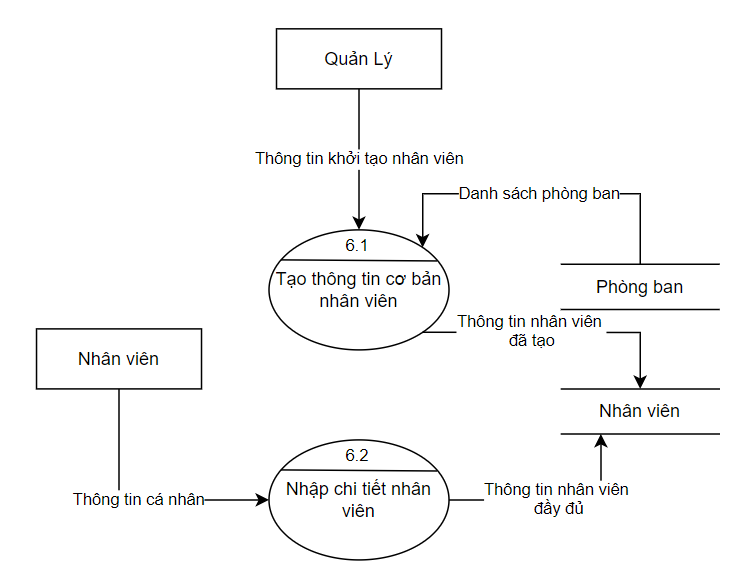 Quản Lý
Thông tin khởi tạo nhân viên
Danh sách phòng ban
6.1
Tạo thông tin cơ bản
nhân viên
Phòng ban
Thông tin nhân viên
đã tạo
Nhân viên
Nhân viên
6.2
Nhập chi tiết nhân
viên
Thông tin cá nhân
Thông tin nhân viên
đầy đủ